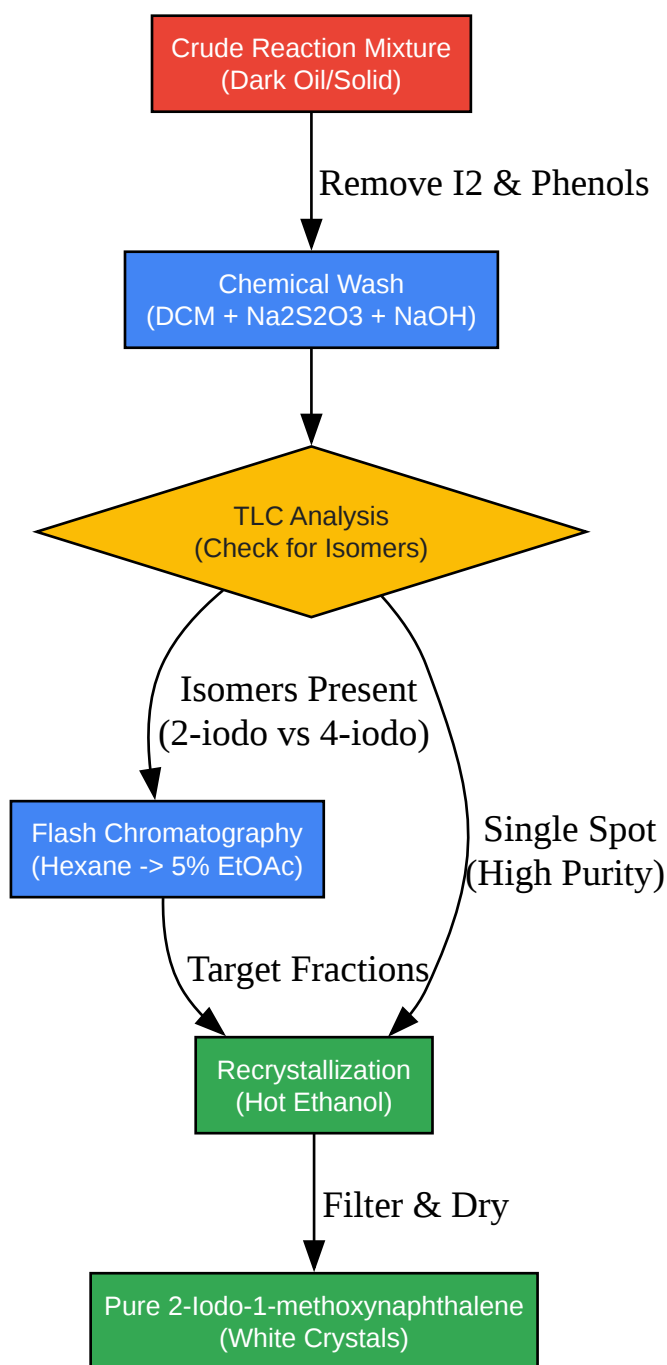 Crude Reaction Mixture
(Dark Oil/Solid)
Remove I2 & Phenols
Chemical Wash
(DCM + Na2S2O3 + NaOH)
TLC Analysis
(Check for Isomers)
Isomers Present
(2-iodo vs 4-iodo)
Flash Chromatography
(Hexane -> 5% EtOAc)
Single Spot
(High Purity)
Target Fractions
Recrystallization
(Hot Ethanol)
Filter & Dry
Pure 2-Iodo-1-methoxynaphthalene
(White Crystals)